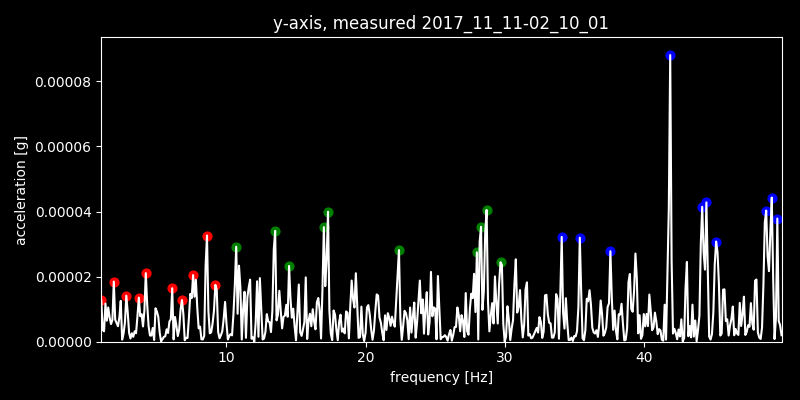 y-axis, measured 2017_11_11-02_10_01
acceleration [g]
0.00008
0.00006
0.00004
0.00002
0.00000
10 20 30 40
frequency [Hz]